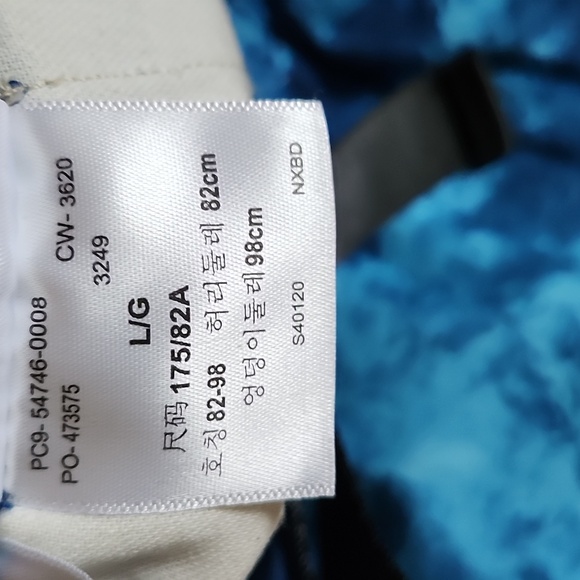 PC9- 54746-0008
PO- 473575 CW- 3620
3249
L/G
尺码 175/82A
호칭 82-98 허리둘레 82cm
엉덩이둘레 98cm
S40120 NXBD